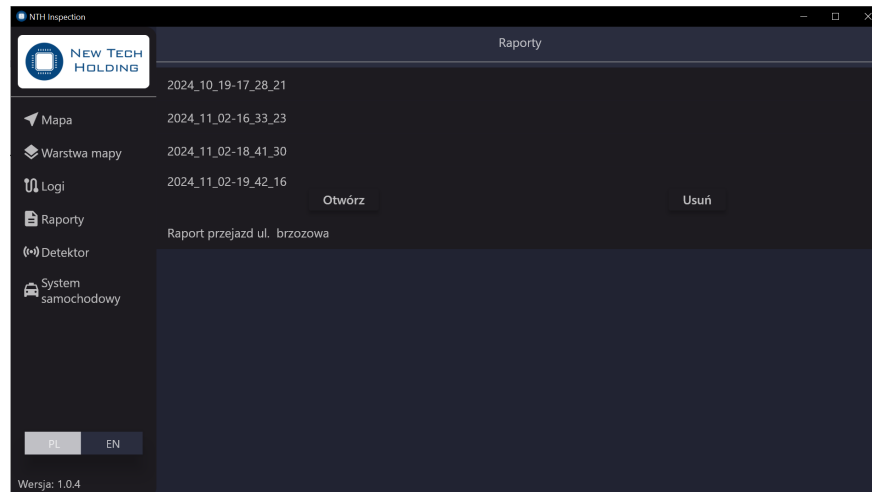 NTH Inspection
NEW TECH
HOLDING
Mapa
Warstwa mapy
Logi
Raporty
Detektor
System
samochodowy
PL EN
Wersja: 1.0.4
Raporty
2024_10_19-17_28_21
2024_11_02-16_33_23
2024_11_02-18_41_30
2024_11_02-19_42_16
Otwórz Usuń
Raport przejazd ul. brzozowa